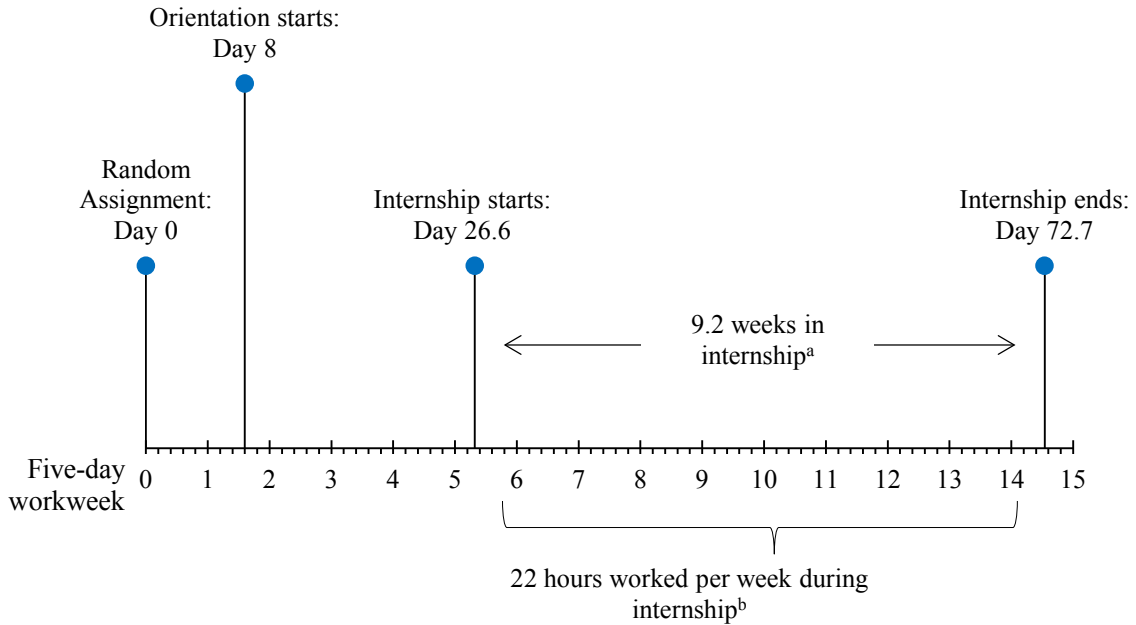 Orientation starts:
Day 8
Random
Assignment:
Day 0
Internship starts:
Day 26.6
Internship ends:
Day 72.7
9.2 weeks in
internshipᵃ
Five-day
workweek
0 1 2 3 4 5 6 7 8 9 10 11 12 13 14 15
22 hours worked per week during
internshipᵇ